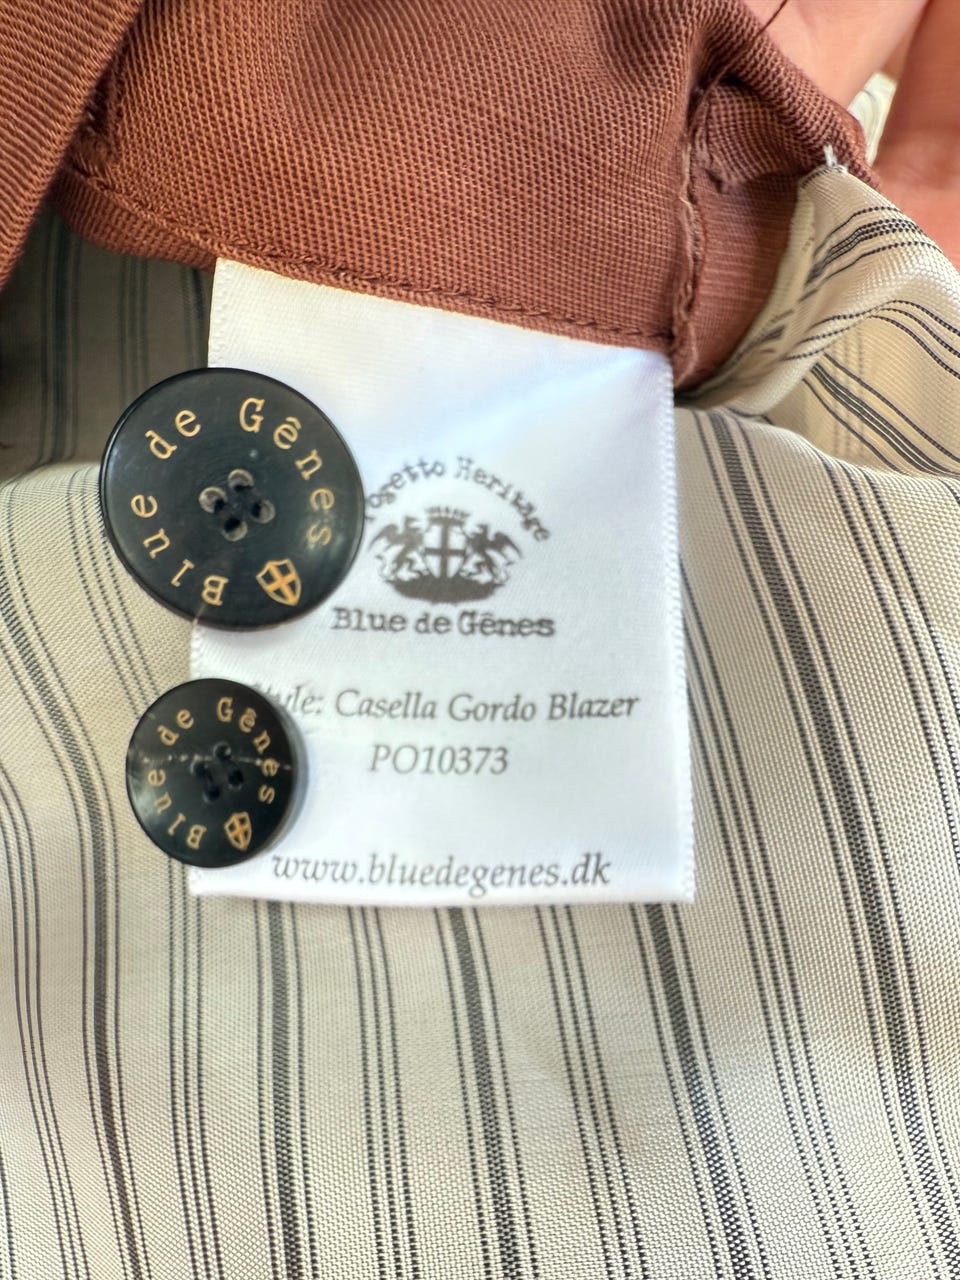 Blue de Gênes
Heritage
Blue de Gênes
Casella Gordo Blazer
PO10373
Blue de Gênes
www.bluedegenes.dk